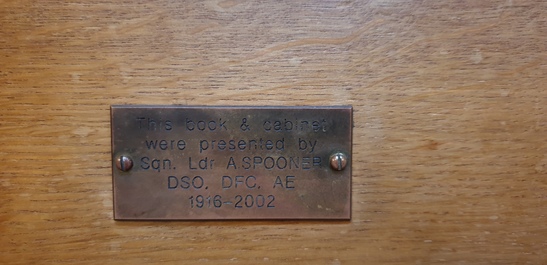 This book & cabinet
were presented by
Sqn. Ldr A.SPOONER
DSO, DFC, AE
1916-2002